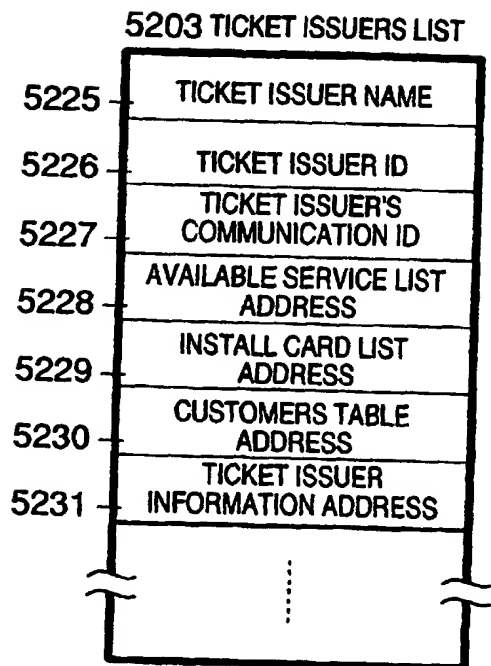 5203 TICKET ISSUERS LIST
5225 TICKET ISSUER NAME
5226 TICKET ISSUER ID
5227 TICKET ISSUER'S
COMMUNICATION ID
5228 AVAILABLE SERVICE LIST
ADDRESS
5229 INSTALL CARD LIST
ADDRESS
5230 CUSTOMERS TABLE
ADDRESS
5231 TICKET ISSUER
INFORMATION ADDRESS